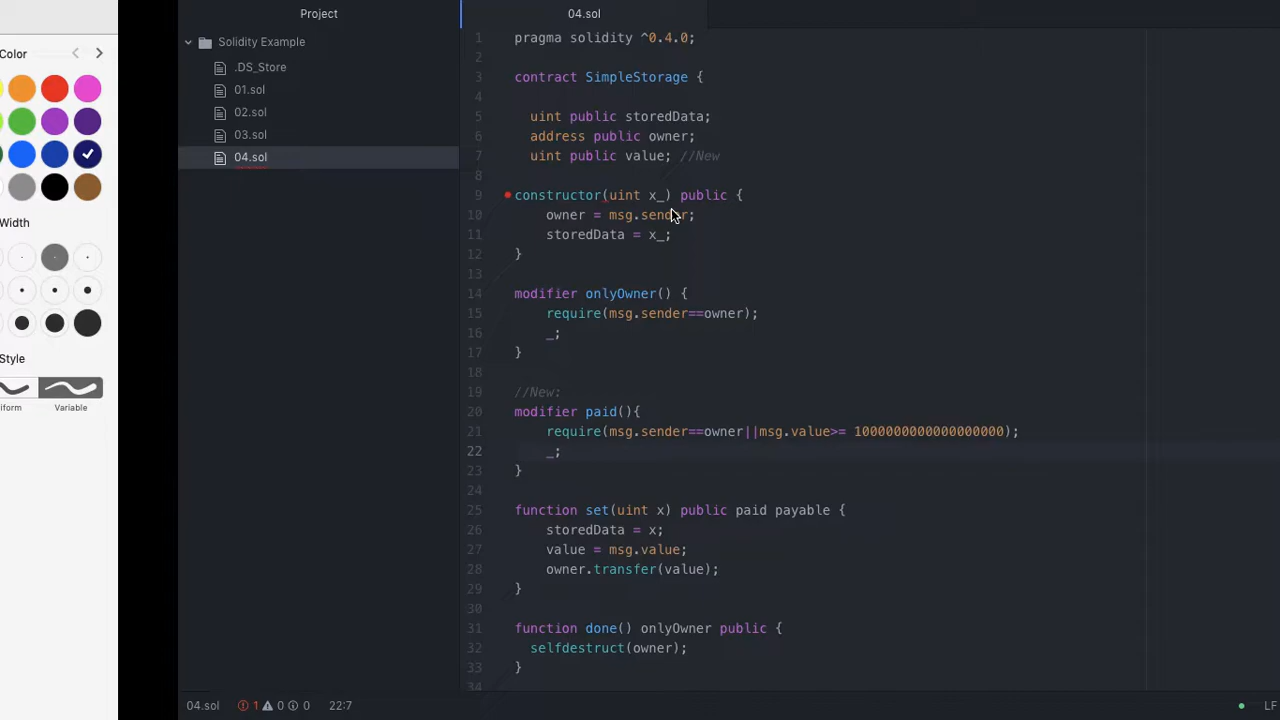 Color
Width
Style
iform
Variable
Project
Solidity Example
.DS_Store
01.sol
02.sol
03.sol
04.sol
04.sol
1 pragma solidity ^0.4.0;
2
3 contract SimpleStorage {
4
5 uint public storedData;
6 address public owner;
7 uint public value; //New
8
9 constructor(uint x_) public {
10 owner = msg.sender;
11 storedData = x_;
12 }
13
14 modifier onlyOwner() {
15 require(msg.sender==owner);
16 _;
17 }
18
19 //New:
20 modifier paid(){
21 require(msg.sender==owner||msg.value>= 1000000000000000000);
22 _;
23 }
24
25 function set(uint x) public paid payable {
26 storedData = x;
27 value = msg.value;
28 owner.transfer(value);
29 }
30
31 function done() onlyOwner public {
32 selfdestruct(owner);
33 }
34
04.sol 1 0 0 22:7 LF